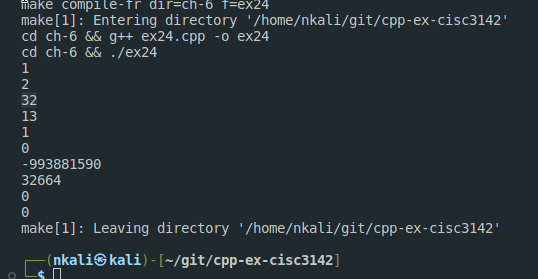 make compile-fr dir=ch-6 f=ex24
make[1]: Entering directory '/home/nkali/git/cpp-ex-cisc3142'
cd ch-6 && g++ ex24.cpp -o ex24
cd ch-6 && ./ex24
1
2
32
13
1
0
-993881590
32664
0
0
make[1]: Leaving directory '/home/nkali/git/cpp-ex-cisc3142'
┌──(nkali㉿kali)-[~/git/cpp-ex-cisc3142]
└─$